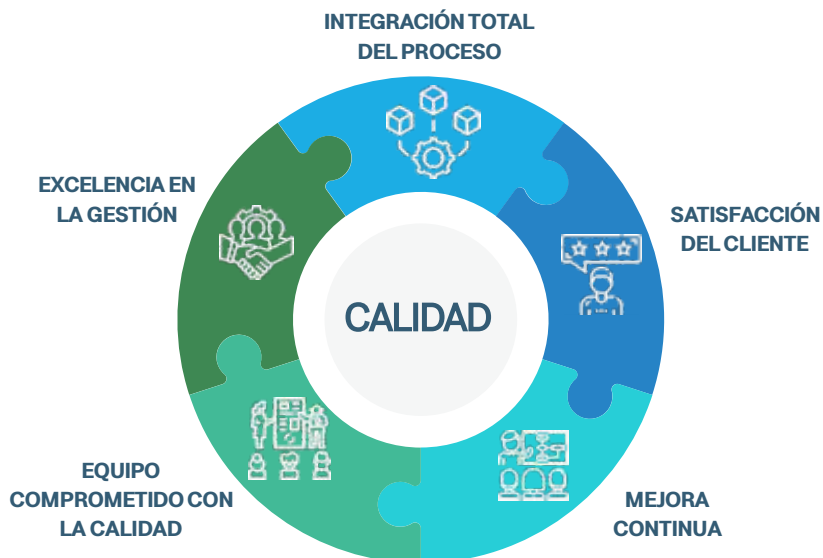 INTEGRACIÓN TOTAL
DEL PROCESO
EXCELENCIA EN
LA GESTIÓN
SATISFACCIÓN
DEL CLIENTE
CALIDAD
EQUIPO
COMPROMETIDO CON
LA CALIDAD
MEJORA
CONTINUA